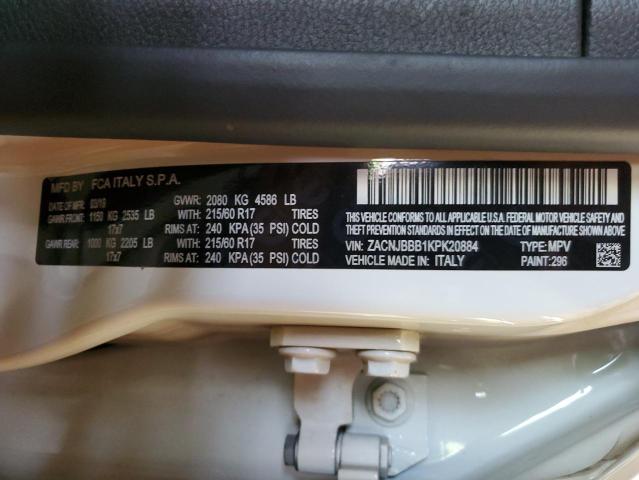 MFD BY FCA ITALY S.P.A.
DATE OF MFR: 03/19 GVWR: 2080 KG 4586 LB
GAWR FRONT: 1150 KG 2535 LB WITH: 215/60 R17 TIRES
17x7 RIMS AT: 240 KPA (35 PSI) COLD
GAWR REAR: 1000 KG 2205 LB WITH: 215/60 R17 TIRES
17x7 RIMS AT: 240 KPA (35 PSI) COLD
THIS VEHICLE CONFORMS TO ALL APPLICABLE U.S.A. FEDERAL MOTOR VEHICLE SAFETY AND
THEFT PREVENTION STANDARDS IN EFFECT ON THE DATE OF MANUFACTURE SHOWN ABOVE
VIN: ZACNJBBB1KPK20884 TYPE: MPV
VEHICLE MADE IN: ITALY PAINT: 296